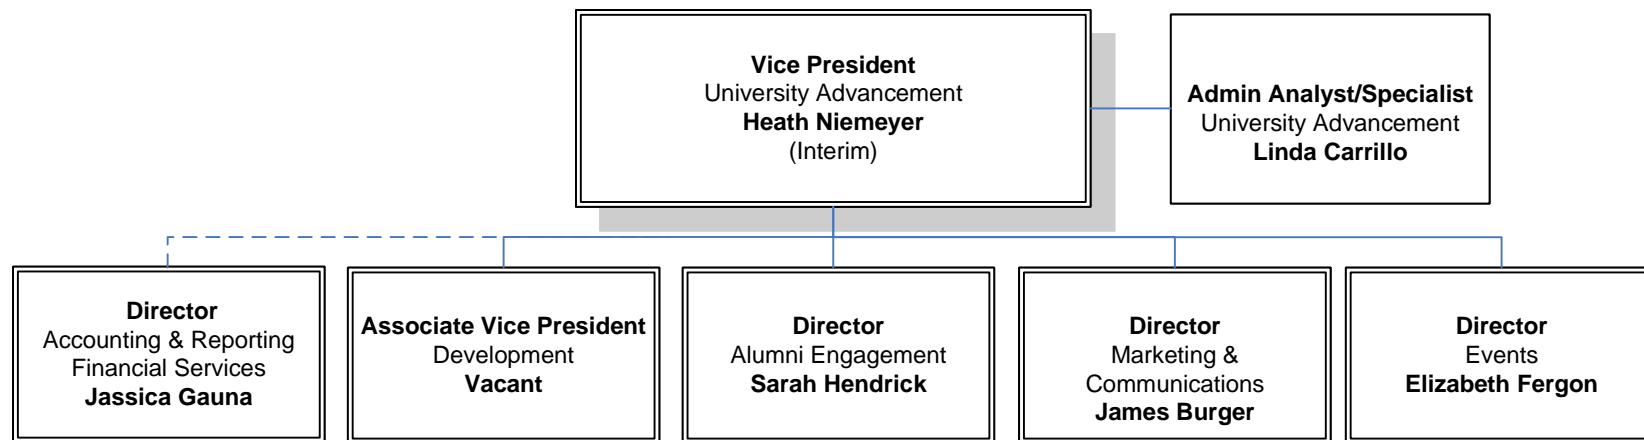 Vice President
University Advancement
Heath Niemeyer
(Interim)
Admin Analyst/Specialist
University Advancement
Linda Carrillo
Director
Accounting & Reporting
Financial Services
Jassica Gauna
Associate Vice President
Development
Vacant
Director
Alumni Engagement
Sarah Hendrick
Director
Marketing &
Communications
James Burger
Director
Events
Elizabeth Fergon